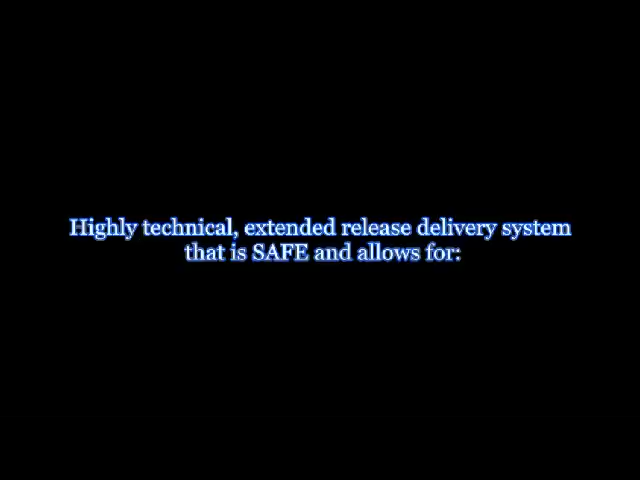 Highly technical, extended release delivery system
that is SAFE and allows for: